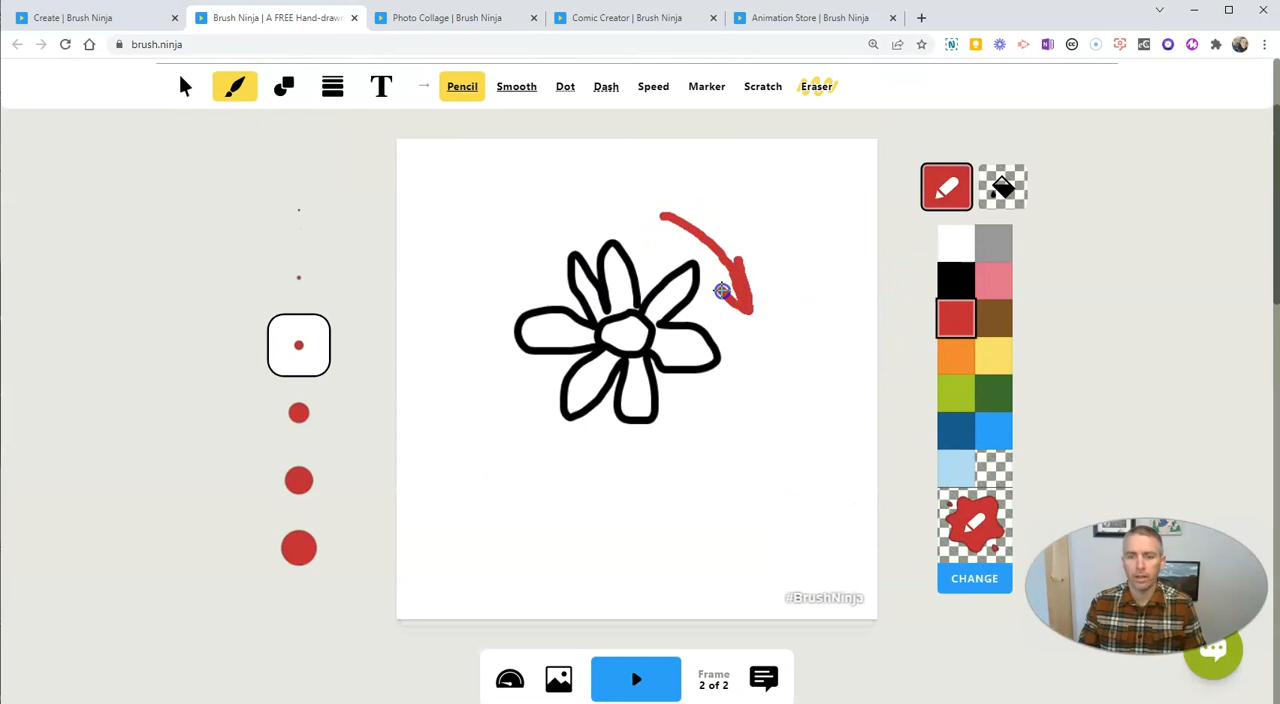 Create | Brush Ninja
Brush Ninja | A FREE Hand-drawn
Photo Collage | Brush Ninja
Comic Creator | Brush Ninja
Animation Store | Brush Ninja
brush.ninja
T
Pencil
Smooth
Dot
Dash
Speed
Marker
Scratch
Eraser
#BrushNinja
CHANGE
Frame
2 of 2